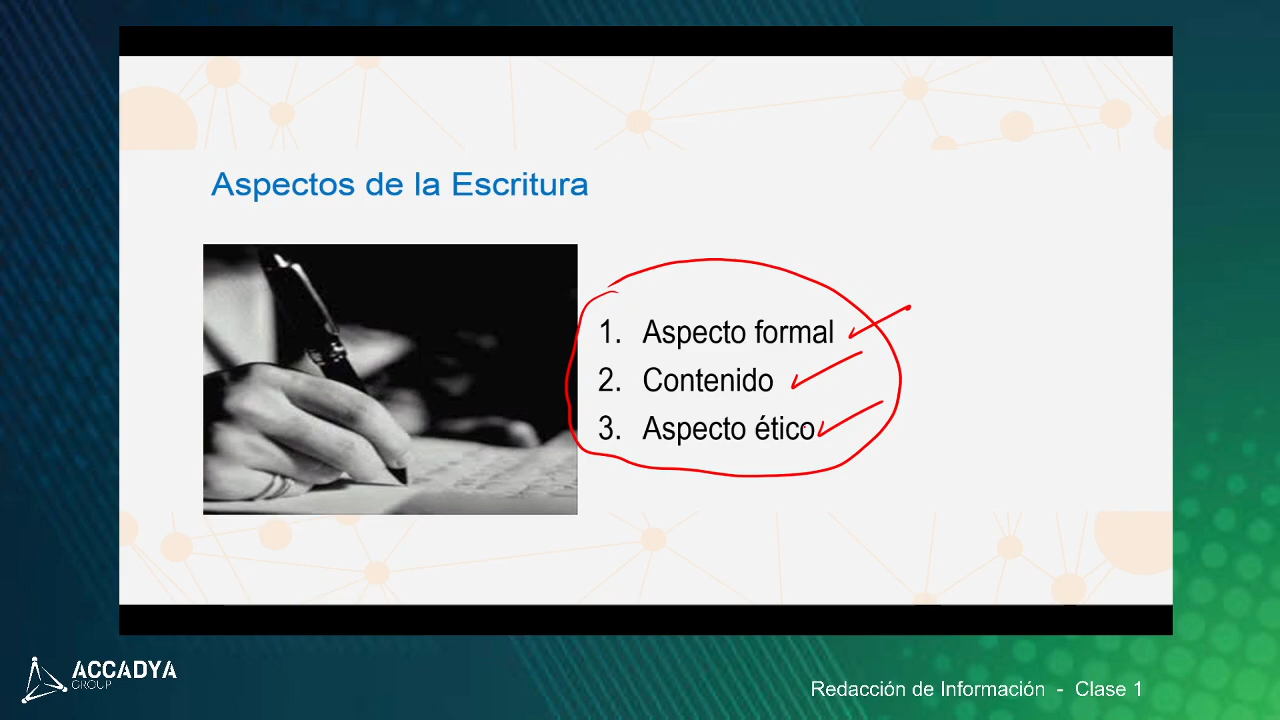 Aspectos de la Escritura
1. Aspecto formal
2. Contenido
3. Aspecto ético
ACCADYA
GROUP
Redacción de Información - Clase 1